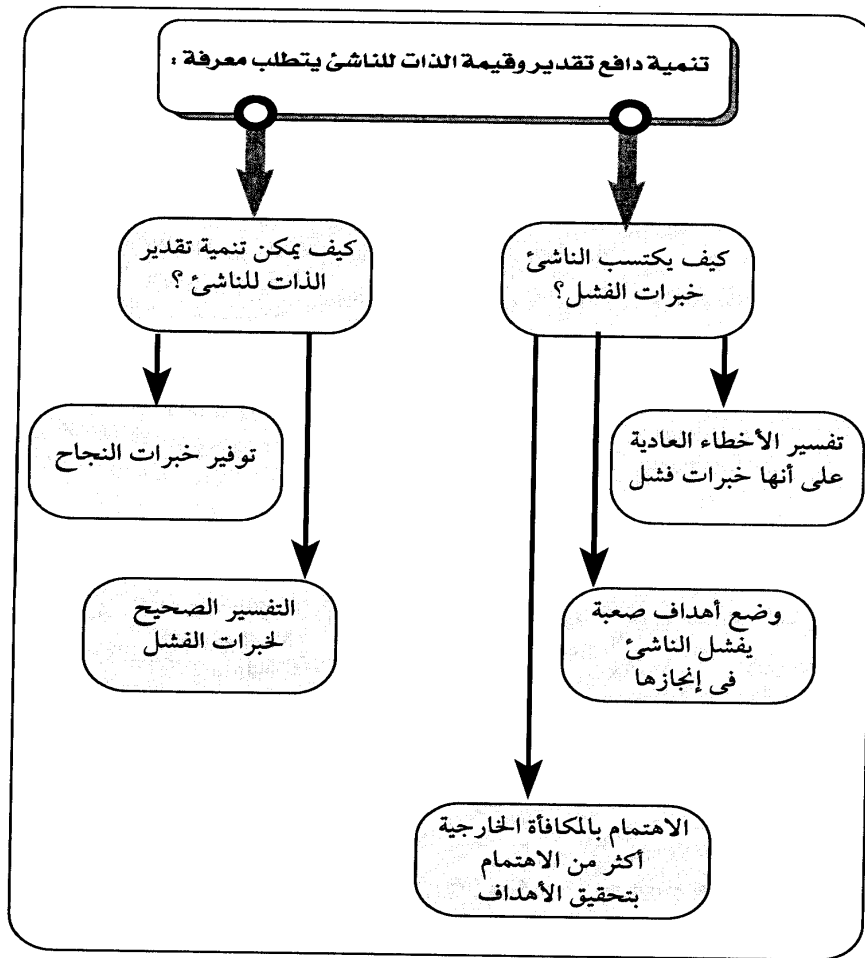 تنمية دافع تقدير وقيمة الذات للناشئ يتطلب معرفة :
كيف يكتسب الناشئ
خبرات الفشل؟
كيف يمكن تنمية تقدير
الذات للناشئ ؟
تفسير الأخطاء العادية
على أنها خبرات فشل
توفير خبرات النجاح
وضع أهداف صعبة
يفشل الناشئ
فى إنجازها
التفسير الصحيح
لخبرات الفشل
الاهتمام بالمكافأة الخارجية
أكثر من الاهتمام
بتحقيق الأهداف